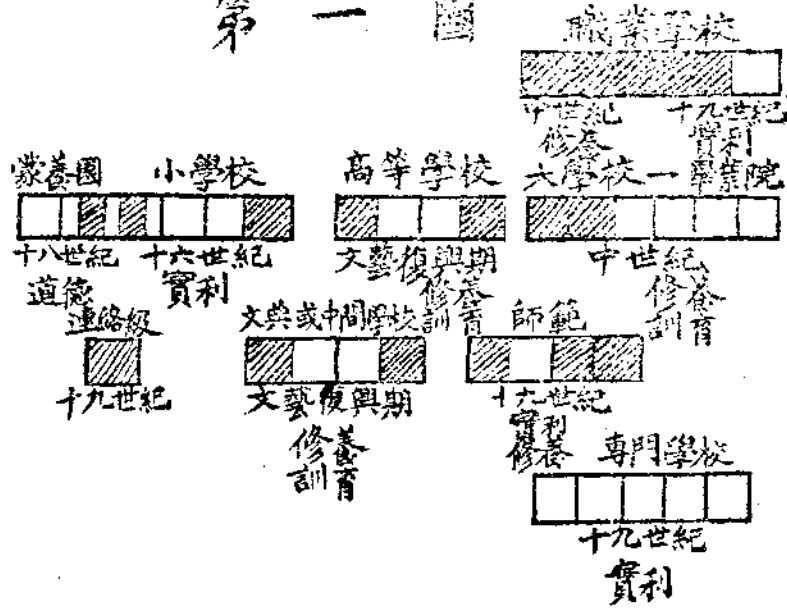 第一圖
職業學校
中世紀 十九世紀
修養 實利
蒙養園 小學校 高等學校 大學校一畢業院
十八世紀 十六世紀 文藝復興期 中世紀
道德 實利 修養 修養
訓育 訓育
連絡級 文典或中間學校 師範
十九世紀 文藝復興期 十九世紀
修養 實利
訓育 修養
專門學校
十九世紀
實利